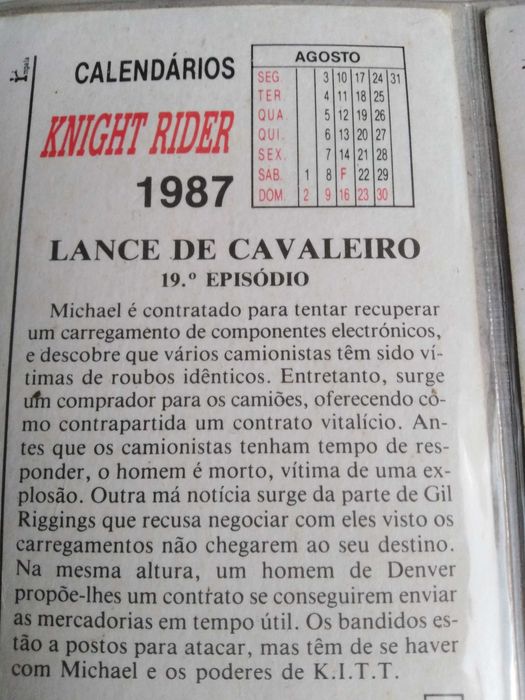 CALENDÁRIOS
KNIGHT RIDER
1987
AGOSTO
SEG. 3 10 17 24 31
TER. 4 11 18 25
QUA 5 12 19 26
QUI. 6 13 20 27
SEX. 7 14 21 28
SAB. 1 8 F 22 29
DOM. 2 9 16 23 30
LANCE DE CAVALEIRO
19.º EPISÓDIO
Michael é contratado para tentar recuperar
um carregamento de componentes electrónicos,
e descobre que vários camionistas têm sido ví-
timas de roubos idênticos. Entretanto, surge
um comprador para os camiões, oferecendo co-
mo contrapartida um contrato vitalício. An-
tes que os camionistas tenham tempo de res-
ponder, o homem é morto, vítima de uma ex-
plosão. Outra má notícia surge da parte de Gil
Riggings que recusa negociar com eles visto os
carregamentos não chegarem ao seu destino.
Na mesma altura, um homem de Denver
propõe-lhes um contrato se conseguirem enviar
as mercadorias em tempo útil. Os bandidos es-
tão a postos para atacar, mas têm de se haver
com Michael e os poderes de K.I.T.T.